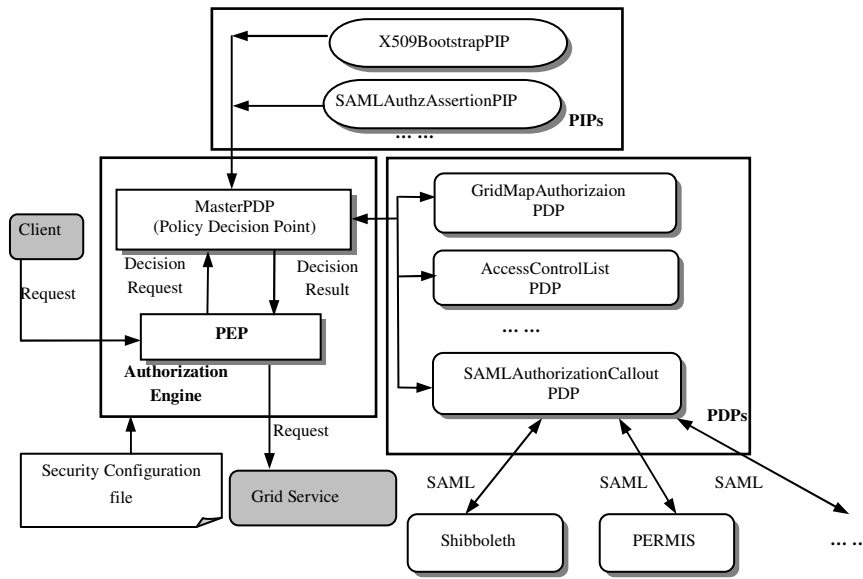 X509BootstrapPIP
SAMLAuthzAssertionPIP
... ...
PIPs
MasterPDP
(Policy Decision Point)
Decision
Request
Decision
Result
PEP
Authorization
Engine
Client
Request
GridMapAuthorizaion
PDP
AccessControlList
PDP
... ...
SAMLAuthorizationCallout
PDP
PDPs
Request
Security Configuration
file
Grid Service
SAML
SAML
SAML
Shibboleth
PERMIS
... ..